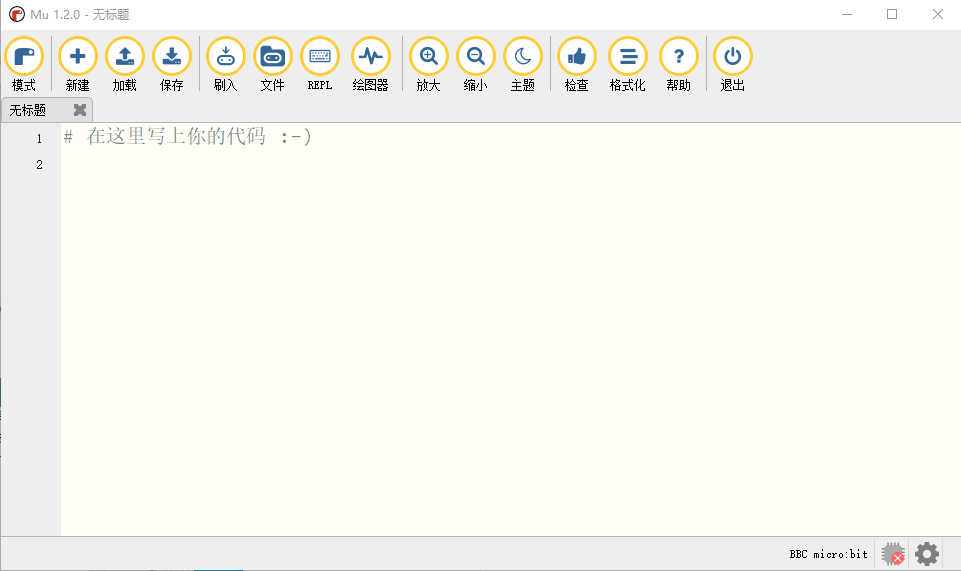 Mu 1.2.0 - 无标题
模式 新建 加载 保存 刷入 文件 REPL 绘图器 放大 缩小 主题 检查 格式化 帮助 退出
无标题
1 # 在这里写上你的代码 :-)
2
BBC micro:bit